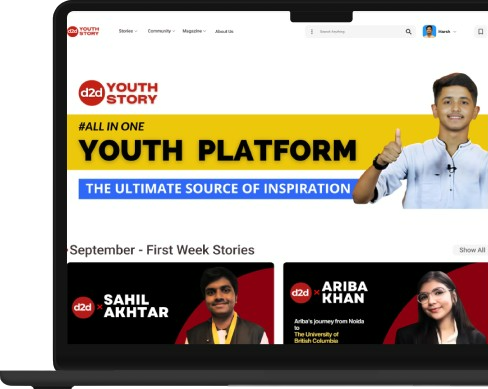 d2d YOUTH STORY
Stories Community Magazine About Us Search Anything Harsh
d2d YOUTH
STORY
#ALL IN ONE
YOUTH PLATFORM
THE ULTIMATE SOURCE OF INSPIRATION
September - First Week Stories
Show All
d2d × SAHIL
AKHTAR
d2d × ARIBA
KHAN
Ariba's journey from Noida
to
The University of
British Columbia